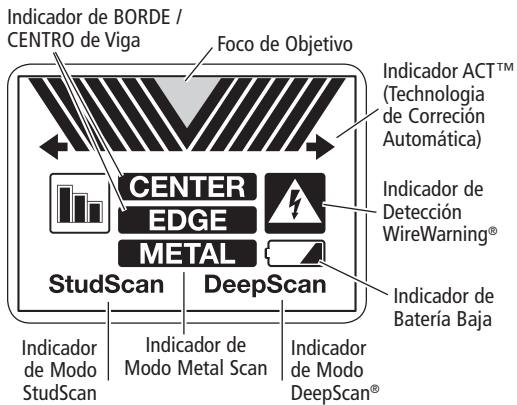 Indicador de BORDE /
CENTRO de Viga
Foco de Objetivo
Indicador ACT™
(Technologia
de Correción
Automática)
CENTER
EDGE
METAL
StudScan
DeepScan
Indicador de
Detección
WireWarning®
Indicador de
Batería Baja
Indicador
de Modo
StudScan
Indicador de
Modo Metal Scan
Indicador
de Modo
DeepScan®